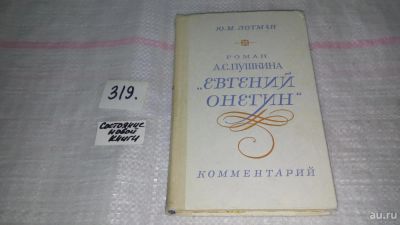 Ю.М. ЛОТМАН
РОМАН
А.С. ПУШКИНА
„ЕВГЕНИЙ
ОНЕГИН“
КОММЕНТАРИЙ
319.
Состояние
новой
книги
au.ru